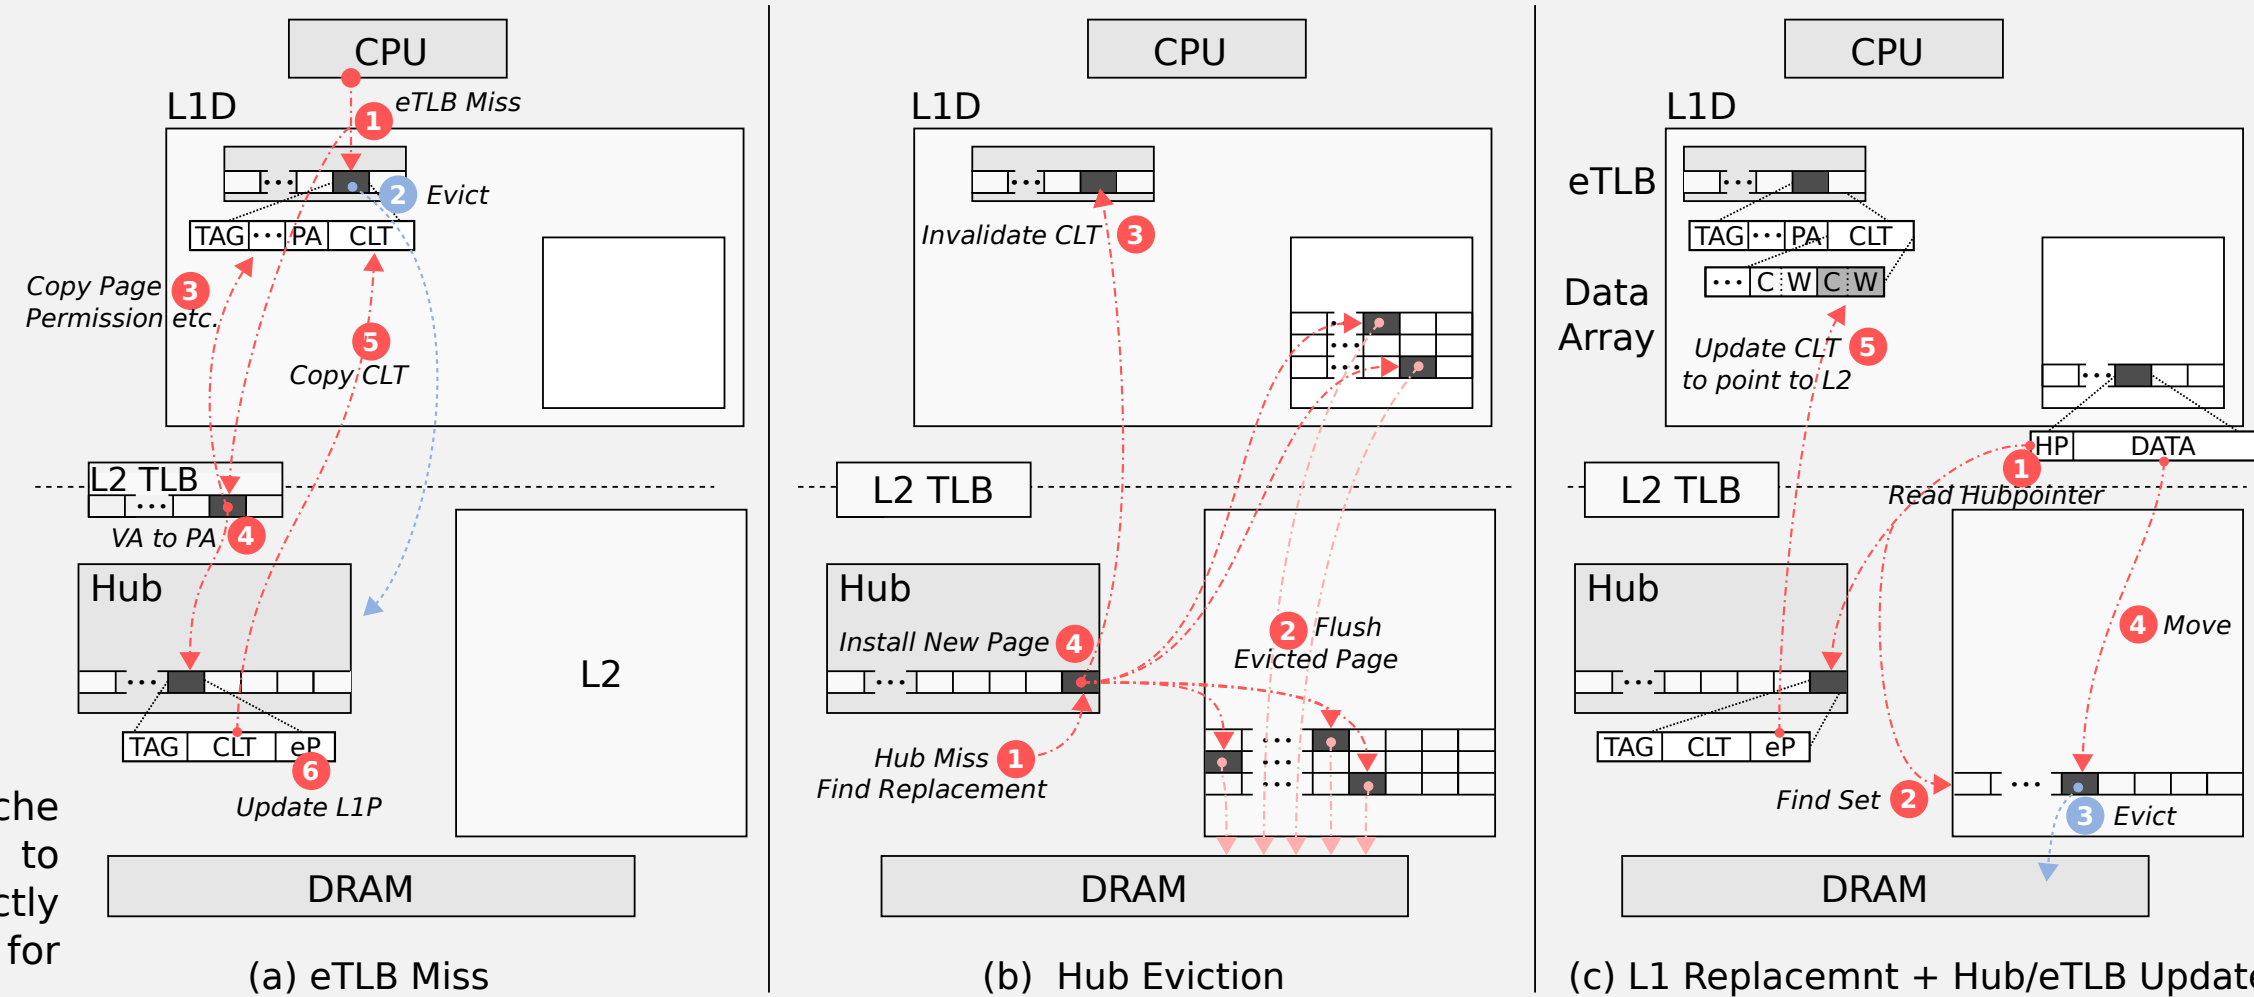 CPU
eTLB Miss
1
L1D
2
Evict
TAG ... PA CLT
Copy Page
Permission etc.
3
5
Copy CLT
L2 TLB
...
VA to PA
4
Hub
...
TAG CLT eP
6
Update L1P
L2
DRAM
che
to
ctly
for
(a) eTLB Miss
CPU
L1D
...
Invalidate CLT
3
...
...
L2 TLB
Hub
Install New Page
4
...
Hub Miss
1
Find Replacement
2
Flush
Evicted Page
...
...
...
DRAM
(b) Hub Eviction
CPU
L1D
eTLB
...
TAG ... PA CLT
Data
Array
... C W C W
Update CLT
to point to L2
5
...
HP DATA
1
Read Hubpointer
L2 TLB
Hub
...
TAG CLT eP
4
Move
Find Set
2
...
3
Evict
DRAM
(c) L1 Replacemnt + Hub/eTLB Update